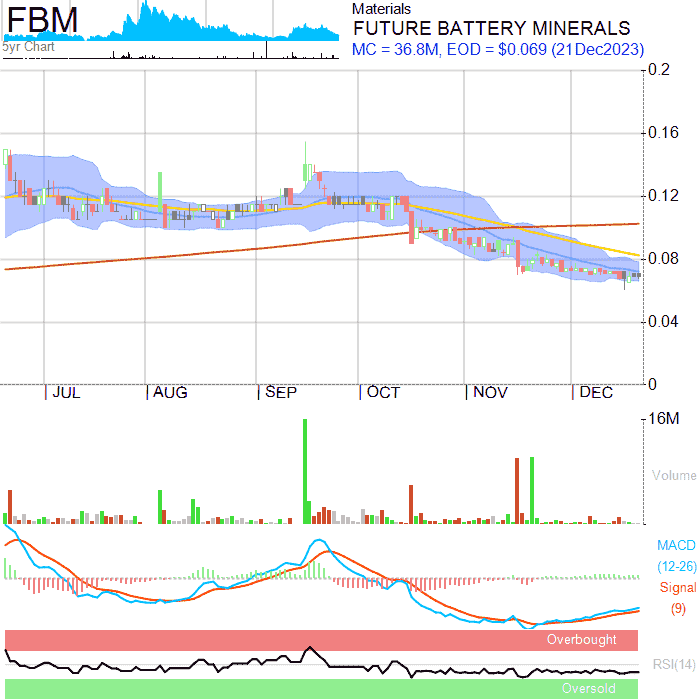 FBM
5yr Chart
Materials
FUTURE BATTERY MINERALS
MC = 36.8M, EOD = $0.069 (21Dec2023)
0.2
0.16
0.12
0.08
0.04
0
JUL AUG SEP OCT NOV DEC
16M
Volume
MACD
(12-26)
Signal
(9)
Overbought
RSI(14)
Oversold